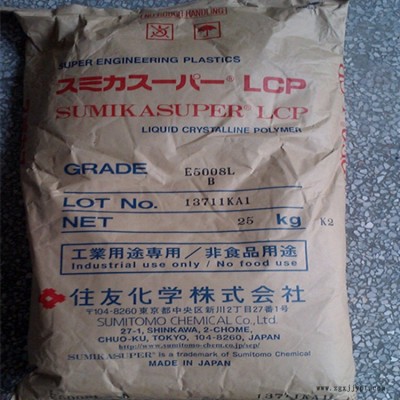 SUPER ENGINEERING PLASTICS
スミカスーパー® LCP
SUMIKASUPER® LCP
LIQUID CRYSTALLINE POLYMER
GRADE E5008L
B
LOT No. 13711KA1
NET 25 kg K2
工業用途専用/非食品用途
Industrial use only / No food use
住友化学株式会社
〒104-8260 東京都中央区新川2丁目27番1号
SUMITOMO CHEMICAL Co., Ltd.
27-1, SHINKAWA, 2-CHOME,
CHUO-KU, TOKYO, 104-8260, JAPAN
SUMIKASUPER® is a trademark of Sumitomo Chemical
MADE IN JAPAN